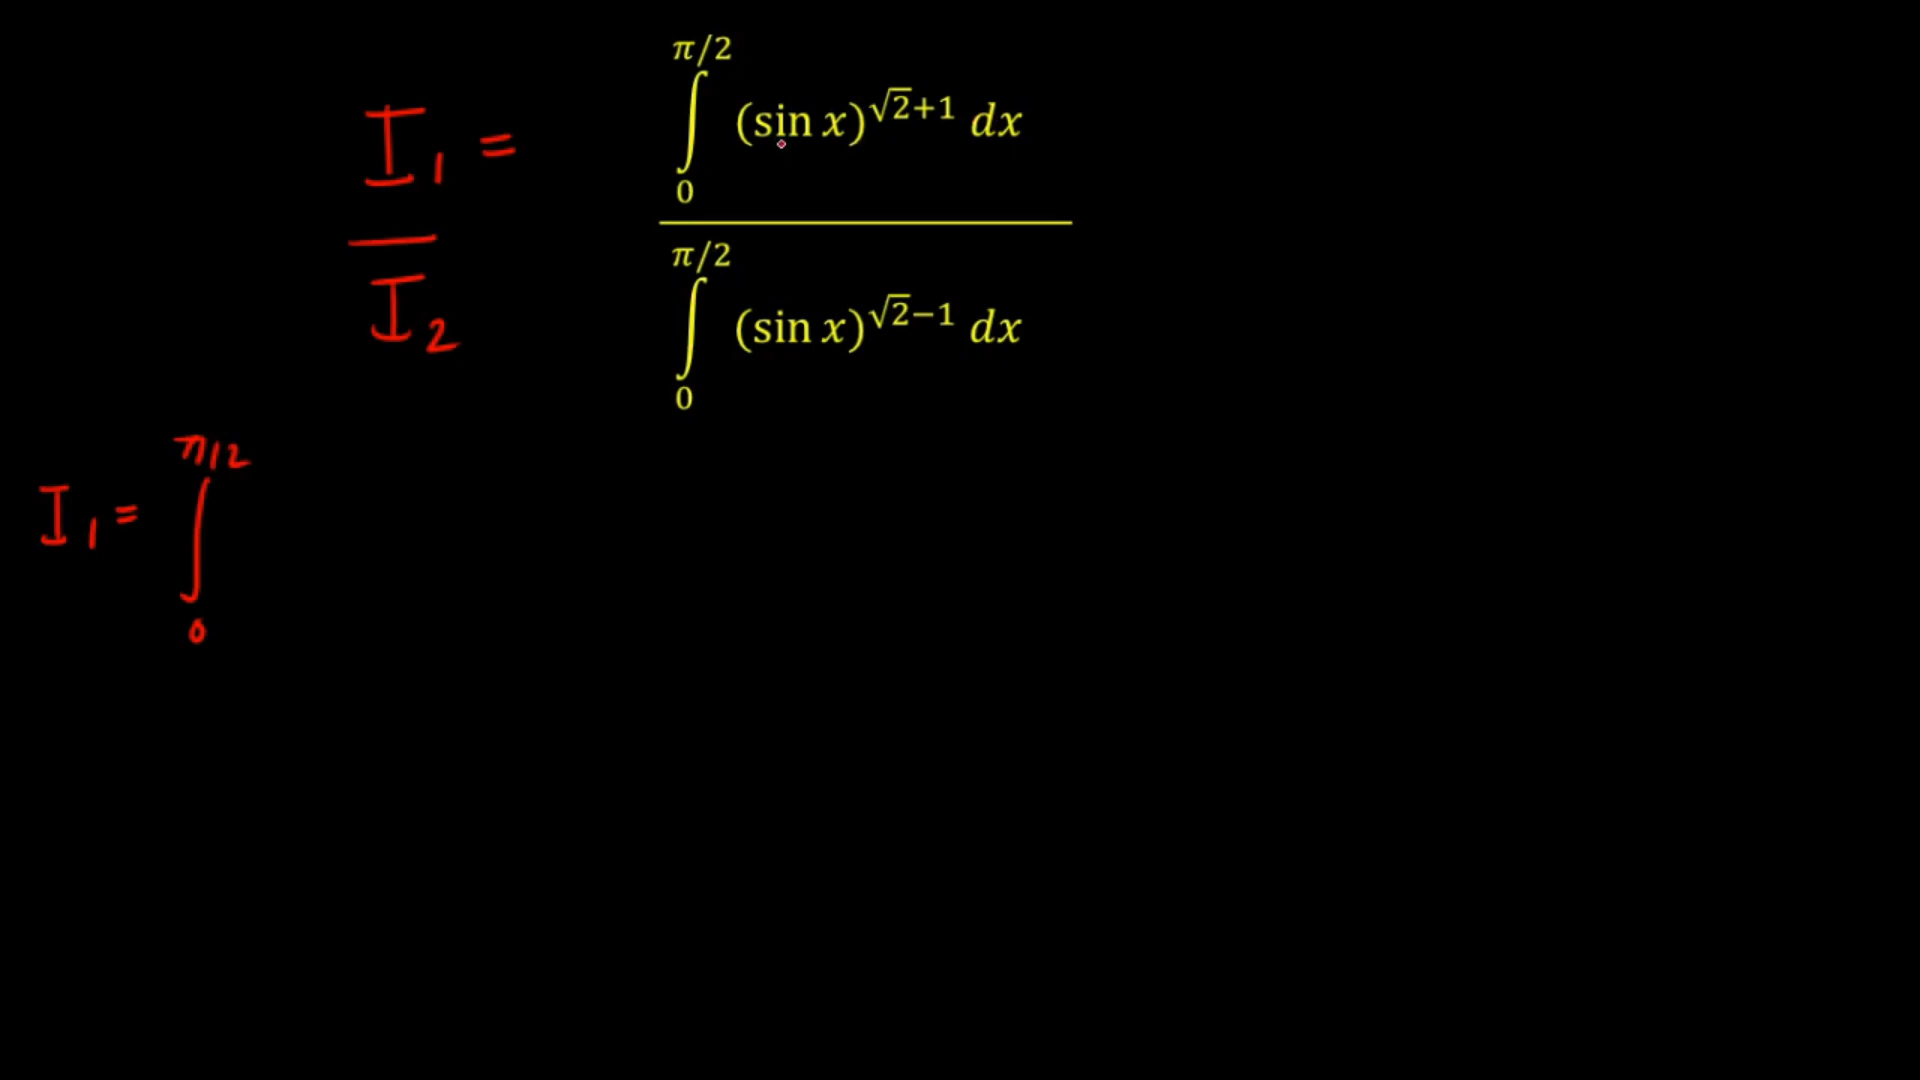 I₁/I₂ = ∫₀^(π/2) (sin x)^(√2+1) dx / ∫₀^(π/2) (sin x)^(√2−1) dx
I₁ = ∫₀^(π/2)